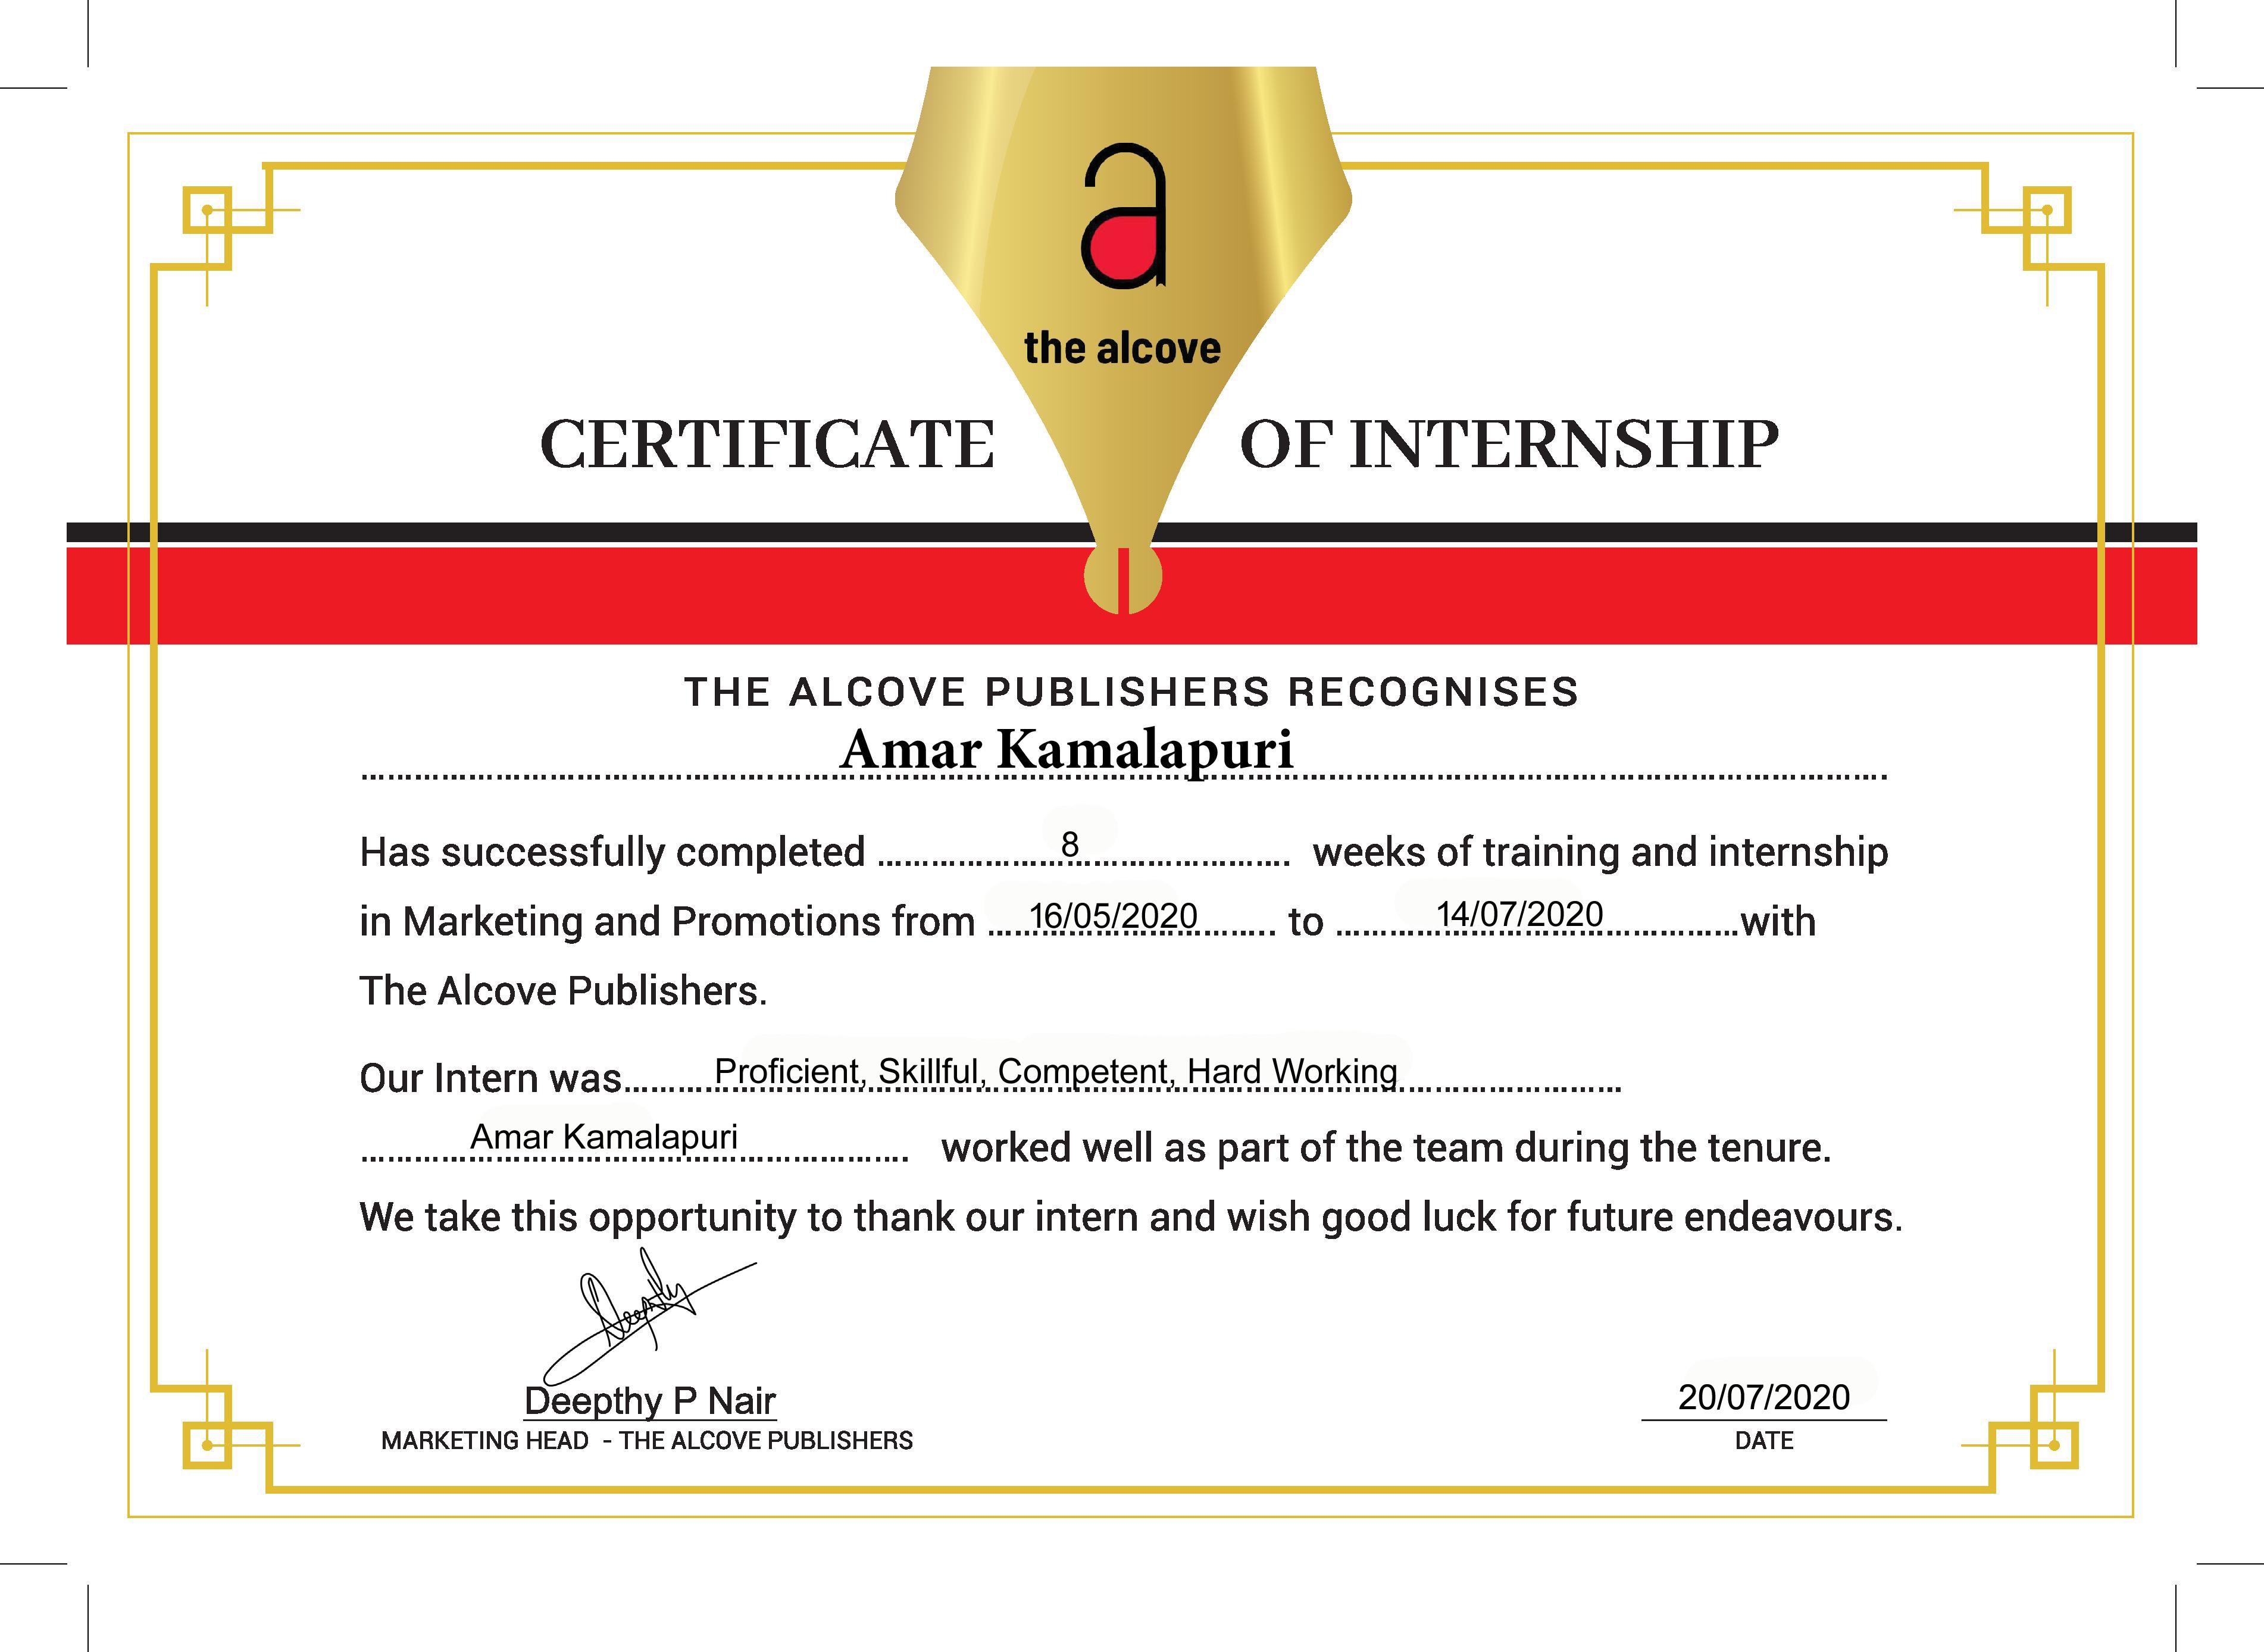 the alcove
CERTIFICATE OF INTERNSHIP
THE ALCOVE PUBLISHERS RECOGNISES
Amar Kamalapuri
Has successfully completed 8 weeks of training and internship
in Marketing and Promotions from 16/05/2020 to 14/07/2020 with
The Alcove Publishers.
Our Intern was Proficient, Skillful, Competent, Hard Working
Amar Kamalapuri worked well as part of the team during the tenure.
We take this opportunity to thank our intern and wish good luck for future endeavours.
Deepthy
Deepthy P Nair
MARKETING HEAD - THE ALCOVE PUBLISHERS
20/07/2020
DATE